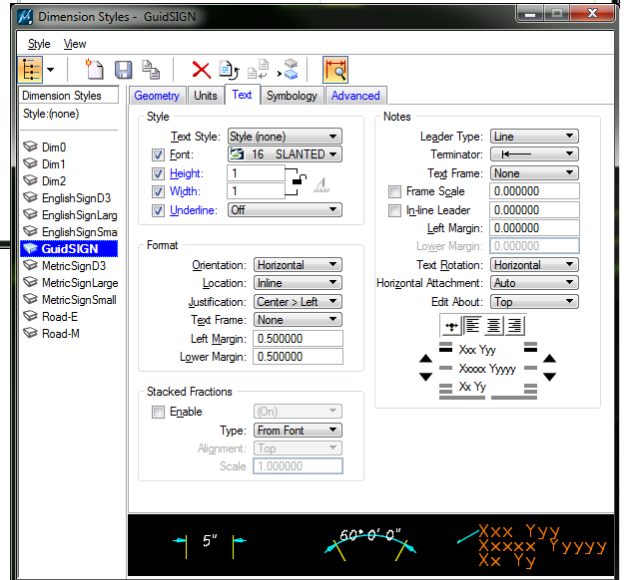 Dimension Styles - GuidSIGN
Style View
Dimension Styles
Style:(none)
Dim0
Dim1
Dim2
EnglishSignD3
EnglishSignLarg
EnglishSignSma
GuidSIGN
MetricSignD3
MetricSignLarge
MetricSignSmall
Road-E
Road-M
Geometry Units Text Symbology Advanced
Style
Text Style: Style (none)
Font: 16 SLANTED
Height: 1
Width: 1
Underline: Off
Format
Orientation: Horizontal
Location: Inline
Justification: Center > Left
Text Frame: None
Left Margin: 0.500000
Lower Margin: 0.500000
Stacked Fractions
Enable (On)
Type: From Font
Alignment: Top
Scale 1.000000
Notes
Leader Type: Line
Terminator:
Text Frame: None
Frame Scale 0.000000
In-line Leader 0.000000
Left Margin: 0.000000
Lower Margin: 0.000000
Text Rotation: Horizontal
Horizontal Attachment: Auto
Edit About: Top
Xxx Yyy
Xxxxx Yyyyy
Xx Yy
5"
60°0'0"
Xxx Yyy
Xxxxx Yyyyy
Xx Yy